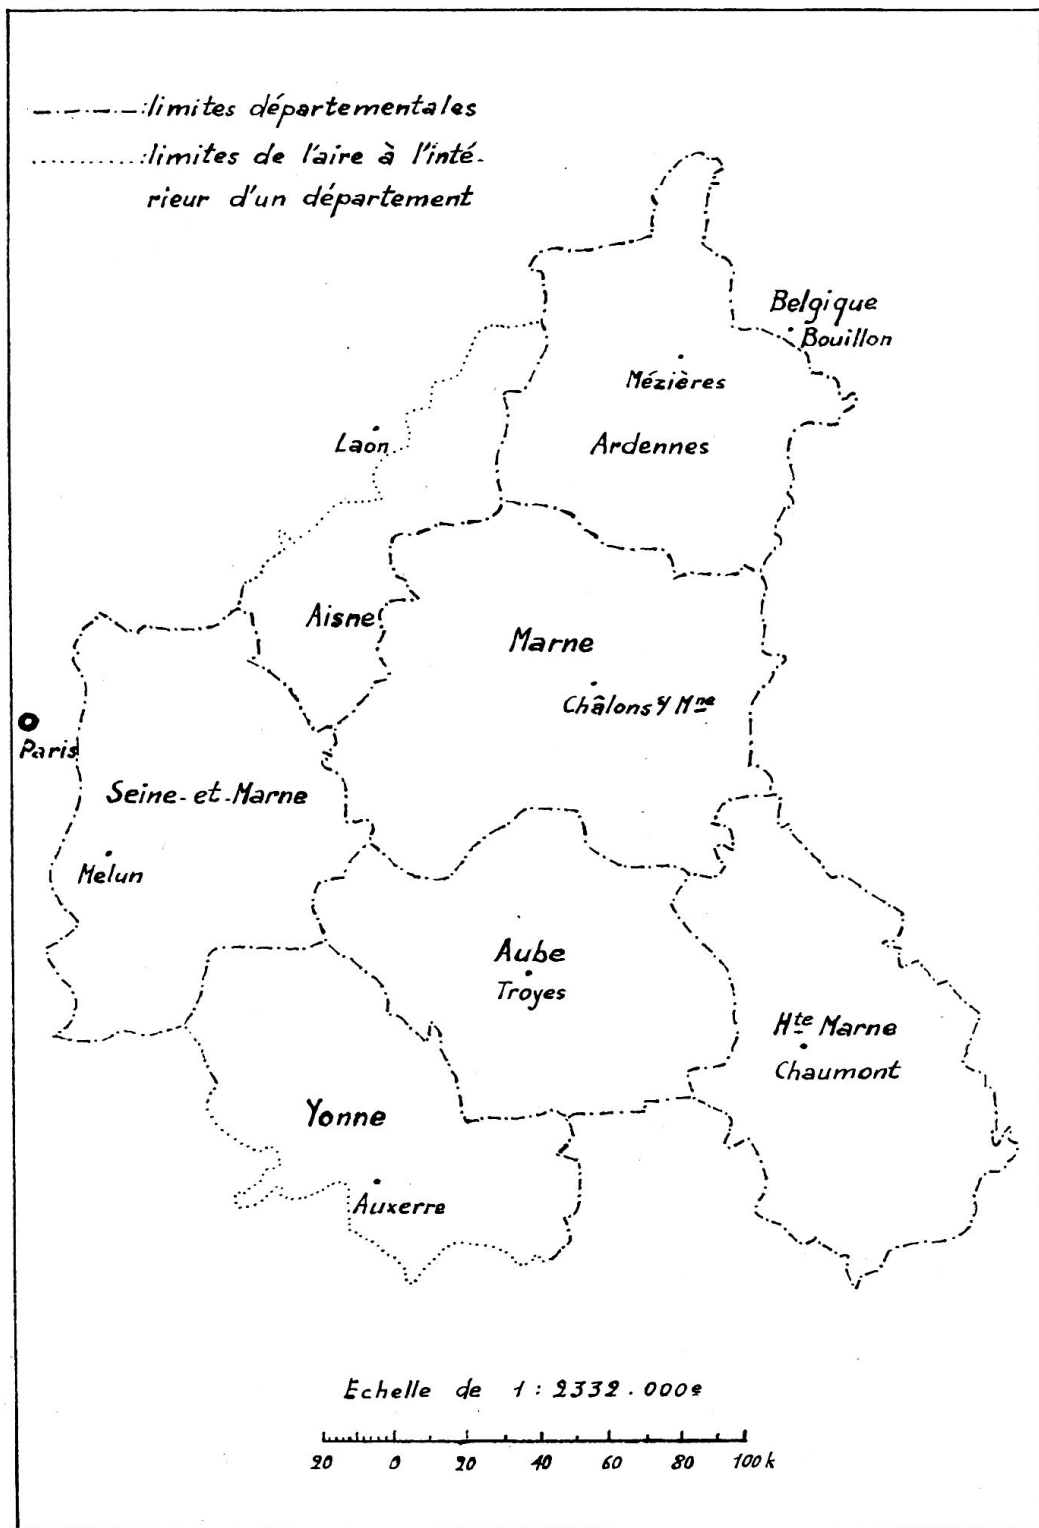 limites départementales
limites de l'aire à l'inté-
rieur d'un département
Belgique
Bouillon
Mézières
Ardennes
Laon
Aisne
Marne
Châlons s/ Mne
Paris
Seine-et-Marne
Melun
Aube
Troyes
Hte Marne
Chaumont
Yonne
Auxerre
Echelle de 1 : 2332.000e
20 0 20 40 60 80 100 k